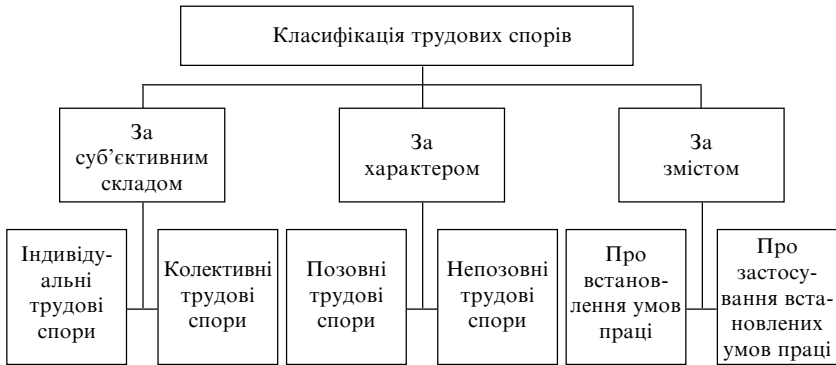 Класифікація трудових спорів
За
суб’єктивним
складом
За
характером
За
змістом
Індивіду-
альні
трудові
спори
Колективні
трудові
спори
Позовні
трудові
спори
Непозовні
трудові
спори
Про
встанов-
лення умов
праці
Про
застосу-
вання вста-
новлених
умов праці